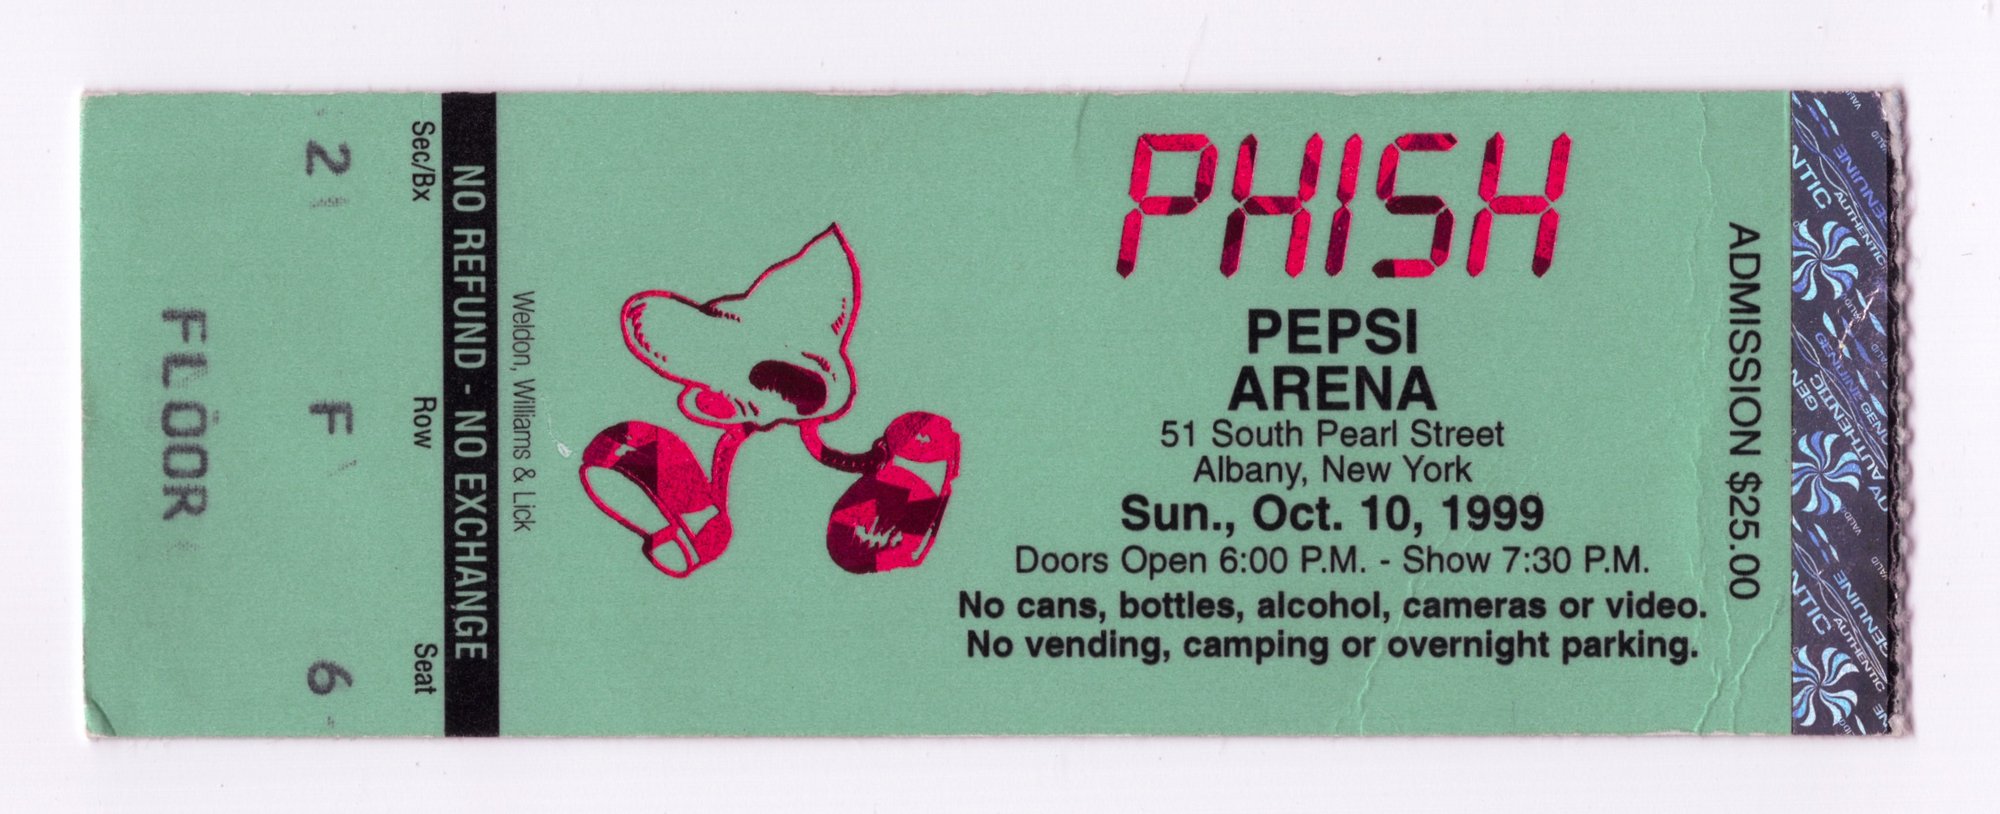 PHISH
PEPSI
ARENA
51 South Pearl Street
Albany, New York
Sun., Oct. 10, 1999
Doors Open 6:00 P.M. - Show 7:30 P.M.
No cans, bottles, alcohol, cameras or video.
No vending, camping or overnight parking.
ADMISSION $25.00
Weldon, Williams & Lick
NO REFUND - NO EXCHANGE
Sec/Bx Row Seat
2 F 6
FLOOR
GENUINE
AUTHENTIC
VALID